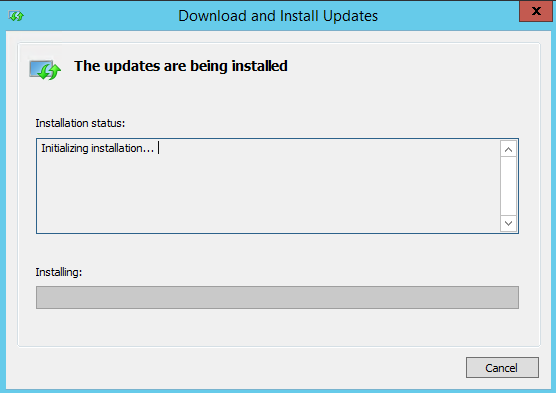 Download and Install Updates
The updates are being installed
Installation status:
Initializing installation...
Installing:
Cancel